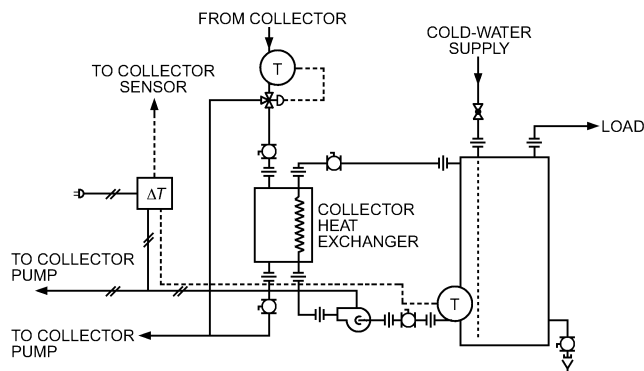 FROM COLLECTOR
COLD-WATER
SUPPLY
TO COLLECTOR
SENSOR
T
LOAD
ΔT
COLLECTOR
HEAT
EXCHANGER
TO COLLECTOR
PUMP
T
TO COLLECTOR
PUMP